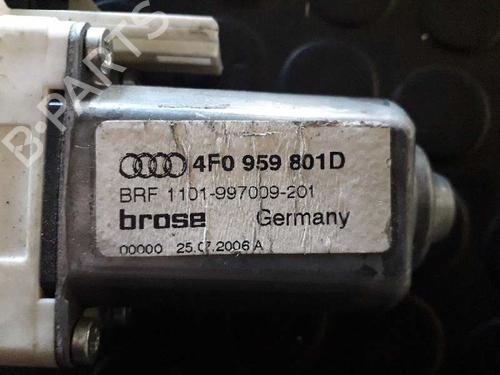 B-PARTS
4F0 959 801D
BRF 1101-997009-201
brose Germany
00000 25.07.2006 A